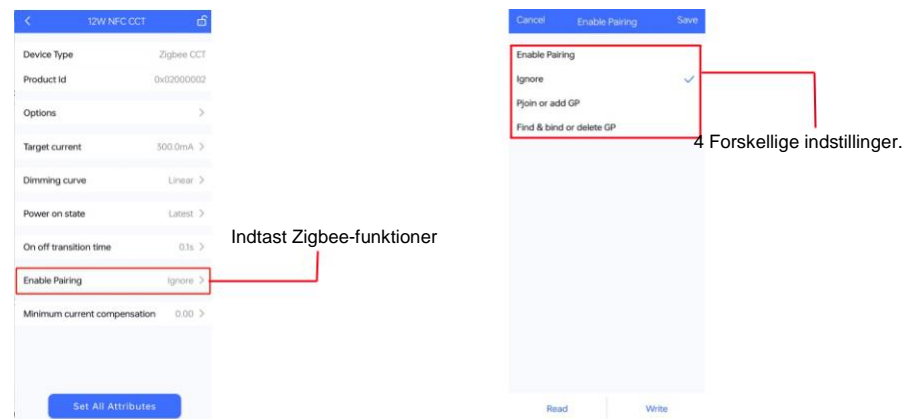 12W NFC CCT
Device Type Zigbee CCT
Product Id 0x02000002
Options
Target current 300.0mA
Dimming curve Linear
Power on state Latest
On off transition time 0.1s
Enable Pairing Ignore
Minimum current compensation 0.00
Set All Attributes
Indtast Zigbee-funktioner
Cancel Enable Pairing Save
Enable Pairing
Ignore
Pjoin or add GP
Find & bind or delete GP
Read Write
4 Forskellige indstillinger.